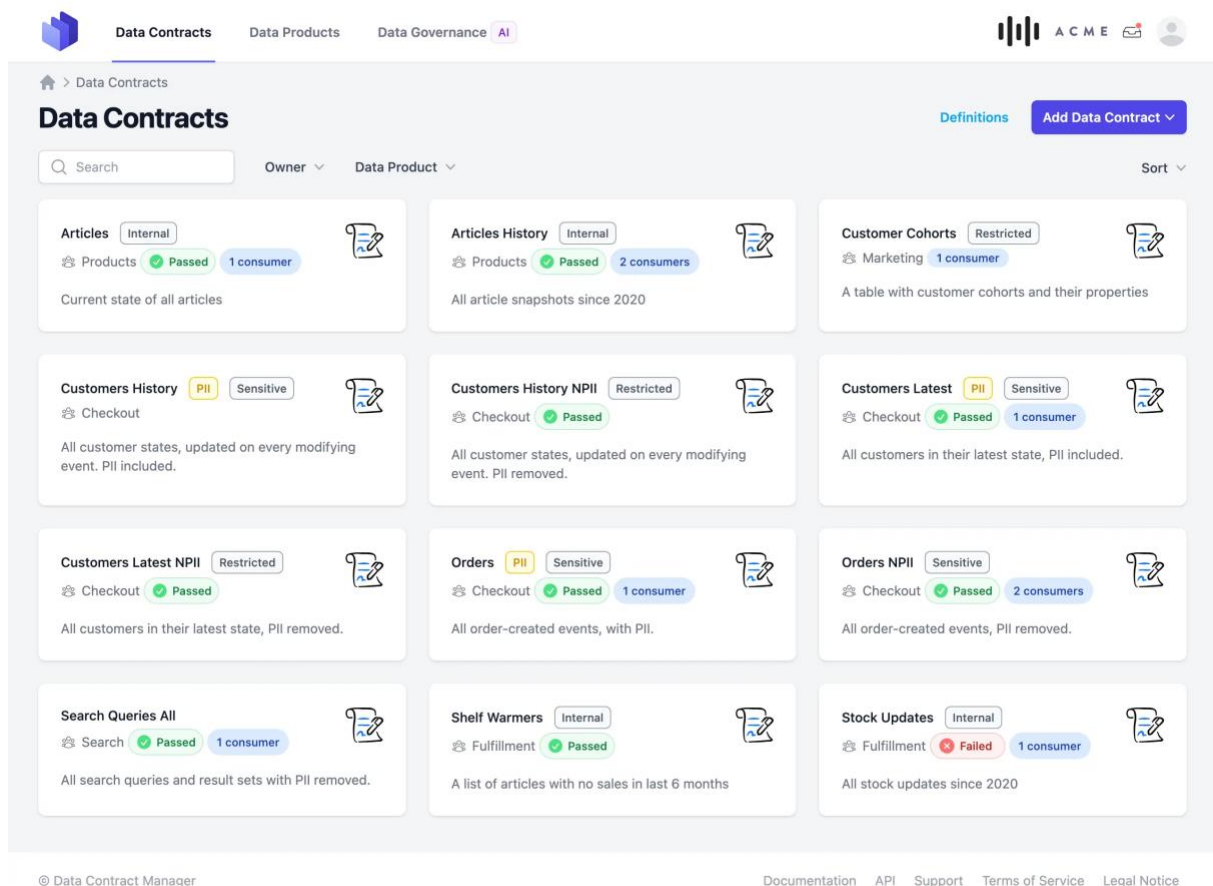 Data Contracts Data Products Data Governance AI ACME
> Data Contracts
Data Contracts
Definitions Add Data Contract
Search Owner Data Product Sort
Articles Internal
Products Passed 1 consumer
Current state of all articles
Articles History Internal
Products Passed 2 consumers
All article snapshots since 2020
Customer Cohorts Restricted
Marketing 1 consumer
A table with customer cohorts and their properties
Customers History PII Sensitive
Checkout
All customer states, updated on every modifying
event. PII included.
Customers History NPII Restricted
Checkout Passed
All customer states, updated on every modifying
event. PII removed.
Customers Latest PII Sensitive
Checkout Passed 1 consumer
All customers in their latest state, PII included.
Customers Latest NPII Restricted
Checkout Passed
All customers in their latest state, PII removed.
Orders PII Sensitive
Checkout Passed 1 consumer
All order-created events, with PII.
Orders NPII Sensitive
Checkout Passed 2 consumers
All order-created events, PII removed.
Search Queries All
Search Passed 1 consumer
All search queries and result sets with PII removed.
Shelf Warmers Internal
Fulfillment Passed
A list of articles with no sales in last 6 months
Stock Updates Internal
Fulfillment Failed 1 consumer
All stock updates since 2020
© Data Contract Manager Documentation API Support Terms of Service Legal Notice